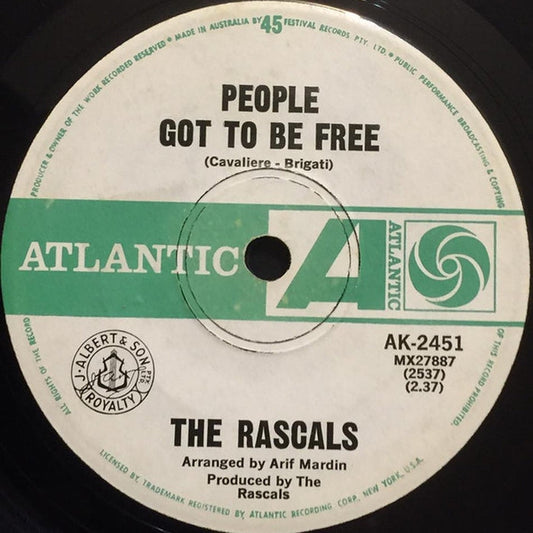 PRODUCER & OWNER OF THE WORK RECORDED RESERVED ● MADE IN AUSTRALIA BY 45 FESTIVAL RECORDS PTY. LTD. ● PUBLIC PERFORMANCE BROADCASTING & COPYING
PEOPLE
GOT TO BE FREE
(Cavaliere - Brigati)
ATLANTIC
A
ATLANTIC
AK-2451
MX27887
(2537)
(2.37)
J. ALBERT & SON
PTY LTD
ROYALTY
THE RASCALS
Arranged by Arif Mardin
Produced by The
Rascals
ALL RIGHTS OF THE RECORD
OF THIS RECORD PROHIBITED.
LICENSED BY, TRADEMARK REGISTERED BY ATLANTIC RECORDING CORP. NEW YORK, U.S.A.